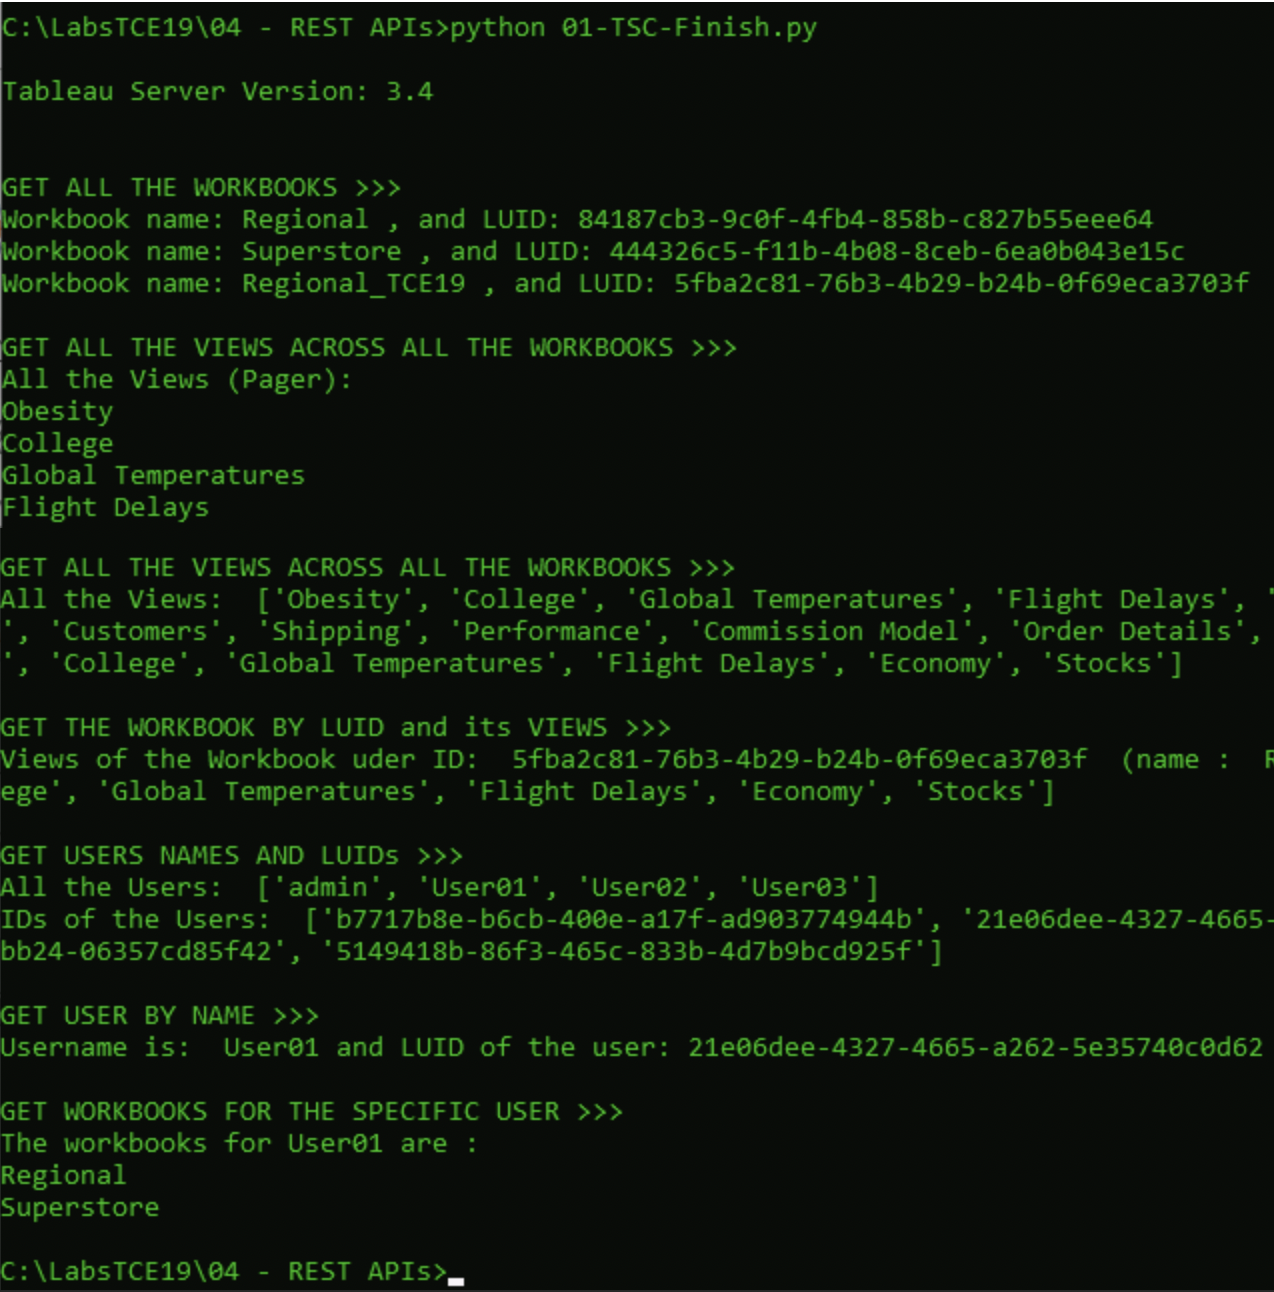 C:\LabsTCE19\04 - REST APIs>python 01-TSC-Finish.py
Tableau Server Version: 3.4
GET ALL THE WORKBOOKS >>>
Workbook name: Regional , and LUID: 84187cb3-9c0f-4fb4-858b-c827b55eee64
Workbook name: Superstore , and LUID: 444326c5-f11b-4b08-8ceb-6ea0b043e15c
Workbook name: Regional_TCE19 , and LUID: 5fba2c81-76b3-4b29-b24b-0f69eca3703f
GET ALL THE VIEWS ACROSS ALL THE WORKBOOKS >>>
All the Views (Pager):
Obesity
College
Global Temperatures
Flight Delays
GET ALL THE VIEWS ACROSS ALL THE WORKBOOKS >>>
All the Views:  ['Obesity', 'College', 'Global Temperatures', 'Flight Delays', '
', 'Customers', 'Shipping', 'Performance', 'Commission Model', 'Order Details',
', 'College', 'Global Temperatures', 'Flight Delays', 'Economy', 'Stocks']
GET THE WORKBOOK BY LUID and its VIEWS >>>
Views of the Workbook uder ID:  5fba2c81-76b3-4b29-b24b-0f69eca3703f  (name :  R
ege', 'Global Temperatures', 'Flight Delays', 'Economy', 'Stocks']
GET USERS NAMES AND LUIDs >>>
All the Users:  ['admin', 'User01', 'User02', 'User03']
IDs of the Users:  ['b7717b8e-b6cb-400e-a17f-ad903774944b', '21e06dee-4327-4665-
bb24-06357cd85f42', '5149418b-86f3-465c-833b-4d7b9bcd925f']
GET USER BY NAME >>>
Username is:  User01 and LUID of the user: 21e06dee-4327-4665-a262-5e35740c0d62
GET WORKBOOKS FOR THE SPECIFIC USER >>>
The workbooks for User01 are :
Regional
Superstore
C:\LabsTCE19\04 - REST APIs>